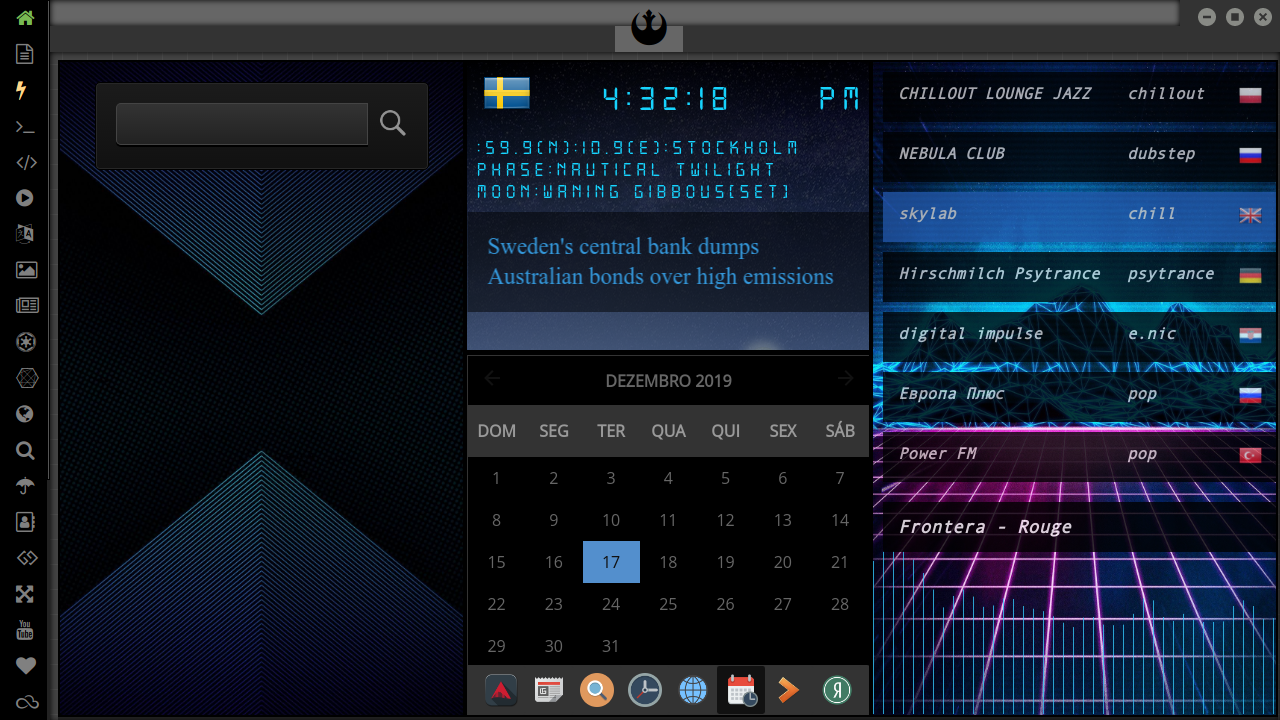 4:32:18 PM
:59.9(N):10.9(E):STOCKHOLM
PHASE:NAUTICAL TWILIGHT
MOON:WANING GIBBOUS(SET)
Sweden's central bank dumps
Australian bonds over high emissions
DEZEMBRO 2019
DOM SEG TER QUA QUI SEX SÁB
1 2 3 4 5 6 7
8 9 10 11 12 13 14
15 16 17 18 19 20 21
22 23 24 25 26 27 28
29 30 31
CHILLOUT LOUNGE JAZZ chillout
NEBULA CLUB dubstep
skylab chill
Hirschmilch Psytrance psytrance
digital impulse e.nic
Европа Плюс pop
Power FM pop
Frontera - Rouge
You
Tube
Я